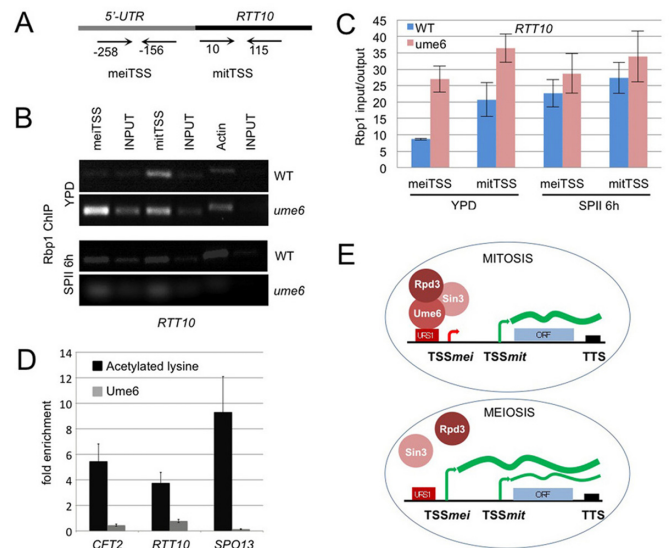 A
5'-UTR RTT10
-258 -156 10 115
meiTSS mitTSS
B
meiTSS INPUT mitTSS INPUT Actin INPUT
Rbp1 ChIP
YPD
WT
ume6
SPII 6h
WT
ume6
RTT10
C
RTT10
WT
ume6
Rbp1 input/output
45
40
35
30
25
20
15
10
5
0
meiTSS mitTSS meiTSS mitTSS
YPD SPII 6h
D
Acetylated lysine
Ume6
fold enrichment
14
12
10
8
6
4
2
0
CFT2 RTT10 SPO13
E
MITOSIS
Rpd3
Sin3
Ume6
URS1 ORF
TSSmei TSSmit TTS
MEIOSIS
Rpd3
Sin3
URS1 ORF
TSSmei TSSmit TTS